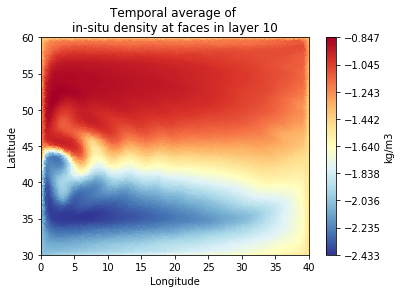 Temporal average of
in-situ density at faces in layer 10
60
55
50
45
40
35
30
Latitude
0 5 10 15 20 25 30 35 40
Longitude
−0.847
−1.045
−1.243
−1.442
−1.640
−1.838
−2.036
−2.235
−2.433
kg/m3